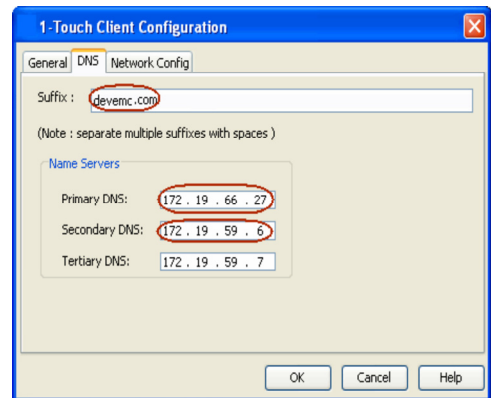 1-Touch Client Configuration
General DNS Network Config
Suffix : devemc.com
(Note : separate multiple suffixes with spaces )
Name Servers
Primary DNS: 172 . 19 . 66 . 27
Secondary DNS: 172 . 19 . 59 . 6
Tertiary DNS: 172 . 19 . 59 . 7
OK Cancel Help